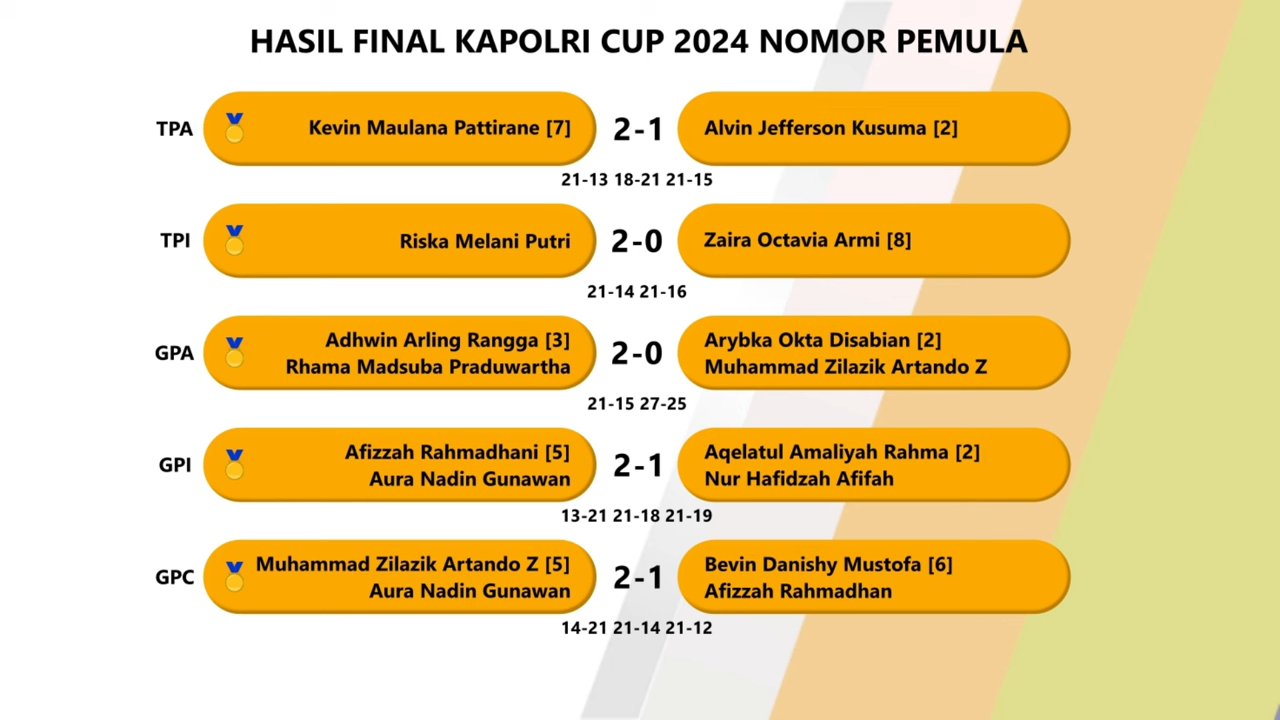 HASIL FINAL KAPOLRI CUP 2024 NOMOR PEMULA
TPA Kevin Maulana Pattirane [7] 2-1 Alvin Jefferson Kusuma [2]
21-13 18-21 21-15
TPI Riska Melani Putri 2-0 Zaira Octavia Armi [8]
21-14 21-16
GPA Adhwin Arling Rangga [3] 2-0 Arybka Okta Disabian [2]
Rhama Madsuba Praduwartha Muhammad Zilazik Artando Z
21-15 27-25
GPI Afizzah Rahmadhani [5] 2-1 Aqelatul Amaliyah Rahma [2]
Aura Nadin Gunawan Nur Hafidzah Afifah
13-21 21-18 21-19
GPC Muhammad Zilazik Artando Z [5] 2-1 Bevin Danishy Mustofa [6]
Aura Nadin Gunawan Afizzah Rahmadhan
14-21 21-14 21-12